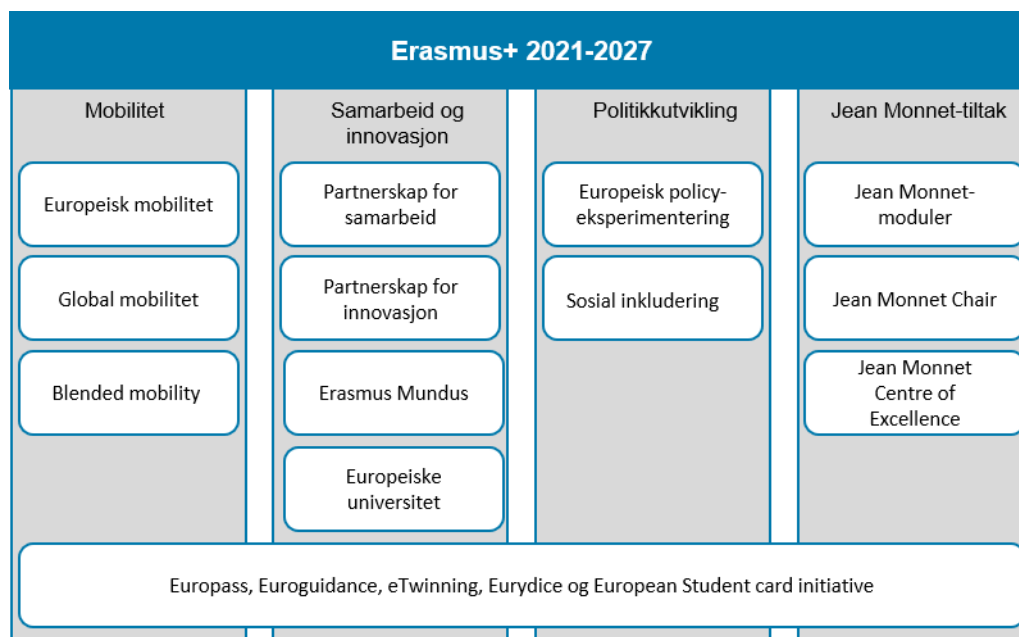 Erasmus+ 2021-2027
Mobilitet
Europeisk mobilitet
Global mobilitet
Blended mobility
Samarbeid og
innovasjon
Partnerskap for
samarbeid
Partnerskap for
innovasjon
Erasmus Mundus
Europeiske
universitet
Politikkutvikling
Europeisk policy-
eksperimentering
Sosial inkludering
Jean Monnet-tiltak
Jean Monnet-
moduler
Jean Monnet Chair
Jean Monnet
Centre of
Excellence
Europass, Euroguidance, eTwinning, Eurydice og European Student card initiative